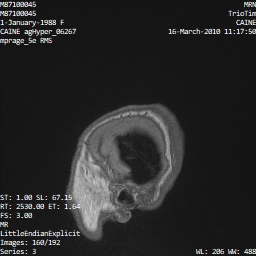 M87100045
M87100045
1-January-1988 F
CAINE agHyper_06267
mprage_5e RMS
MRN
TrioTim
CAINE
16-March-2010 11:17:50
ST: 1.00 SL: 67.15
RT: 2530.00 ET: 1.64
FS: 3.00
MR
LittleEndianExplicit
Images: 160/192
Series: 3
WL: 206 WW: 488